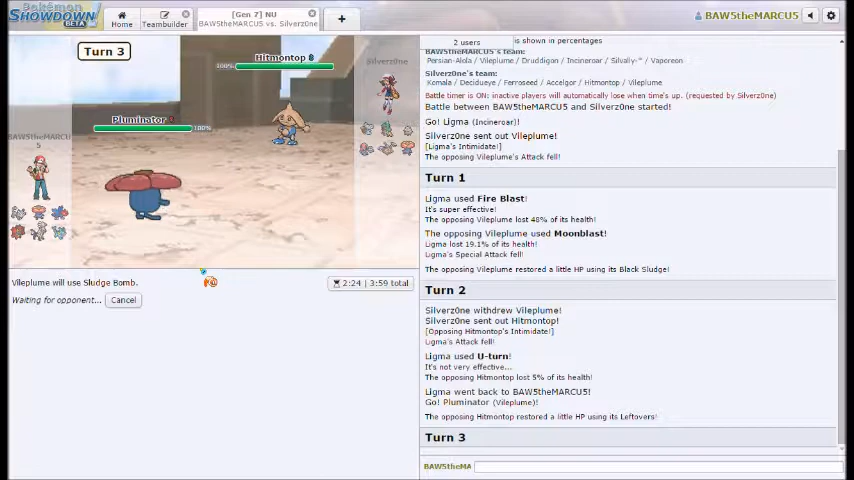 Pokémon
SHOWDOWN
BETA
Home
Teambuilder
[Gen 7] NU
BAW5theMARCUS vs. Silverz0ne
+
BAW5theMARCUS
2 users
is shown in percentages
BAW5theMARCUS's team:
Persian-Alola / Vileplume / Druddigon / Incineroar / Silvally-* / Vaporeon
Silverz0ne's team:
Komala / Decidueye / Ferroseed / Accelgor / Hitmontop / Vileplume
Battle timer is ON: inactive players will automatically lose when time's up. (requested by Silverz0ne)
Battle between BAW5theMARCUS and Silverz0ne started!
Go! Ligma (Incineroar)!
Silverz0ne sent out Vileplume!
[Ligma's Intimidate!]
The opposing Vileplume's Attack fell!
Turn 1
Ligma used Fire Blast!
It's super effective!
The opposing Vileplume lost 48% of its health!
The opposing Vileplume used Moonblast!
Ligma lost 19.1% of its health!
Ligma's Special Attack fell!
The opposing Vileplume restored a little HP using its Black Sludge!
Turn 2
Silverz0ne withdrew Vileplume!
Silverz0ne sent out Hitmontop!
[Opposing Hitmontop's Intimidate!]
Ligma's Attack fell!
Ligma used U-turn!
It's not very effective...
The opposing Hitmontop lost 5% of its health!
Ligma went back to BAW5theMARCUS!
Go! Pluminator (Vileplume)!
The opposing Hitmontop restored a little HP using its Leftovers!
Turn 3
BAW5theMA
Turn 3
Hitmontop
100%
Silverz0ne
Pluminator
100%
BAW5theMARCU
5
Vileplume will use Sludge Bomb.
2:24 | 3:59 total
Waiting for opponent...
Cancel